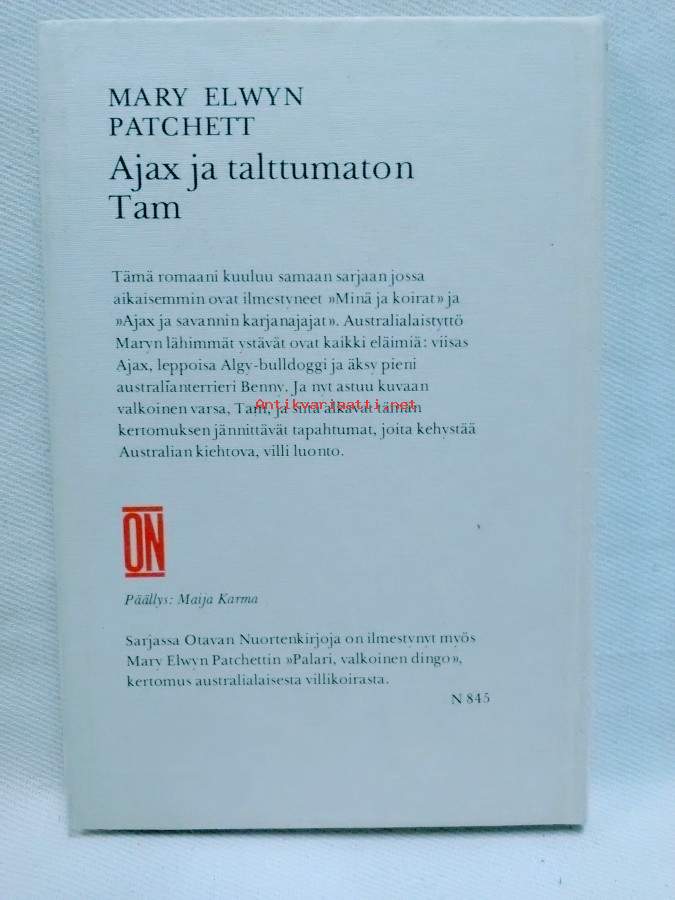 MARY ELWYN
PATCHETT
Ajax ja talttumaton
Tam
Tämä romaani kuuluu samaan sarjaan jossa
aikaisemmin ovat ilmestyneet »Minä ja koirat» ja
»Ajax ja savannin karjanajajat». Australialaistyttö
Maryn lähimmät ystävät ovat kaikki eläimiä: viisas
Ajax, leppoisa Algy-bulldoggi ja äksy pieni
australianterrieri Benny. Ja nyt astuu kuvaan
Antikvariaatti.net
valkoinen varsa, Tam, ja siitä alkavat tämän
kertomuksen jännittävät tapahtumat, joita kehystää
Australian kiehtova, villi luonto.
ON
Päällys: Maija Karma
Sarjassa Otavan Nuortenkirjoja on ilmestynyt myös
Mary Elwyn Patchettin »Palari, valkoinen dingo»,
kertomus australialaisesta villikoirasta.
N 845